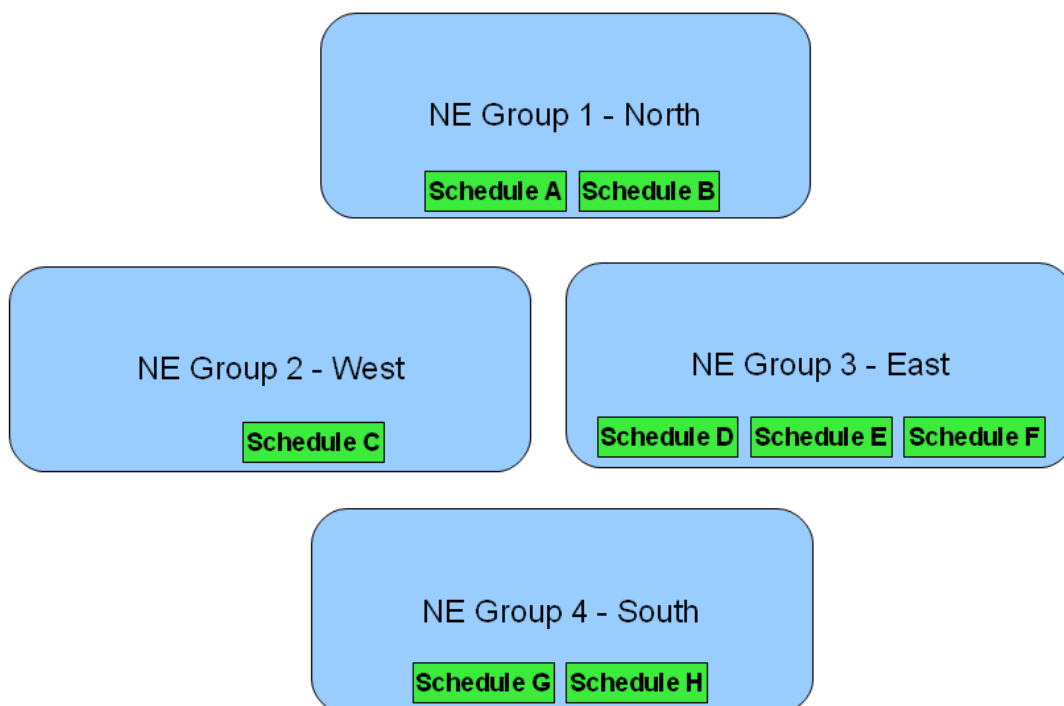 NE Group 1 - North
Schedule A Schedule B
NE Group 2 - West
Schedule C
NE Group 3 - East
Schedule D Schedule E Schedule F
NE Group 4 - South
Schedule G Schedule H